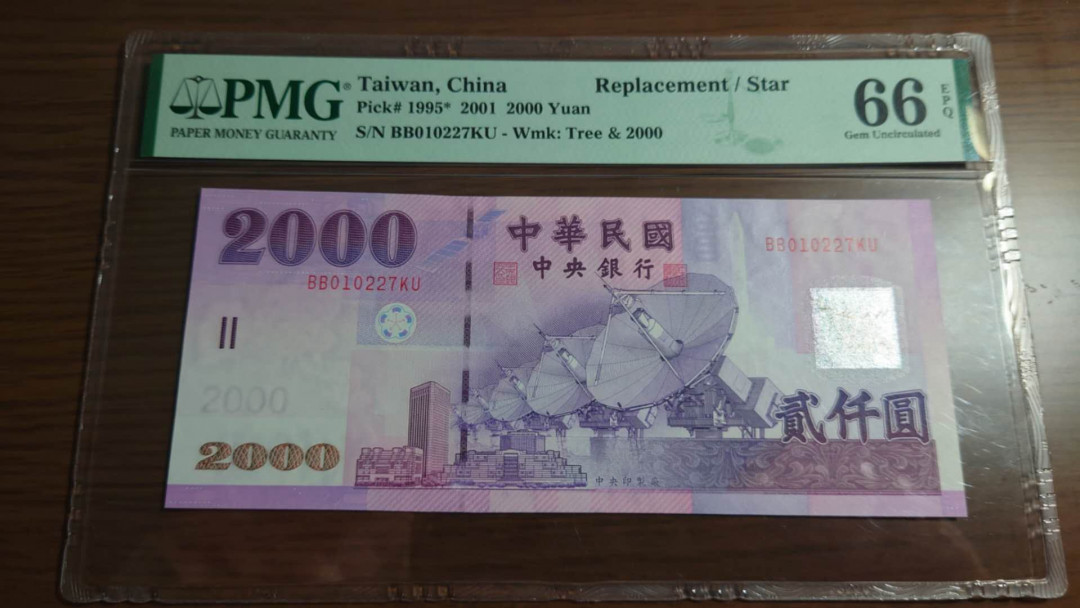 PMG®
PAPER MONEY GUARANTY
Taiwan, China
Replacement / Star
Pick# 1995* 2001 2000 Yuan
S/N BB010227KU - Wmk: Tree & 2000
66
EPQ
Gem Uncirculated
2000
中華民國
中央銀行
BB010227KU
BB010227KU
2000
2000
貳仟圓
中央印製廠